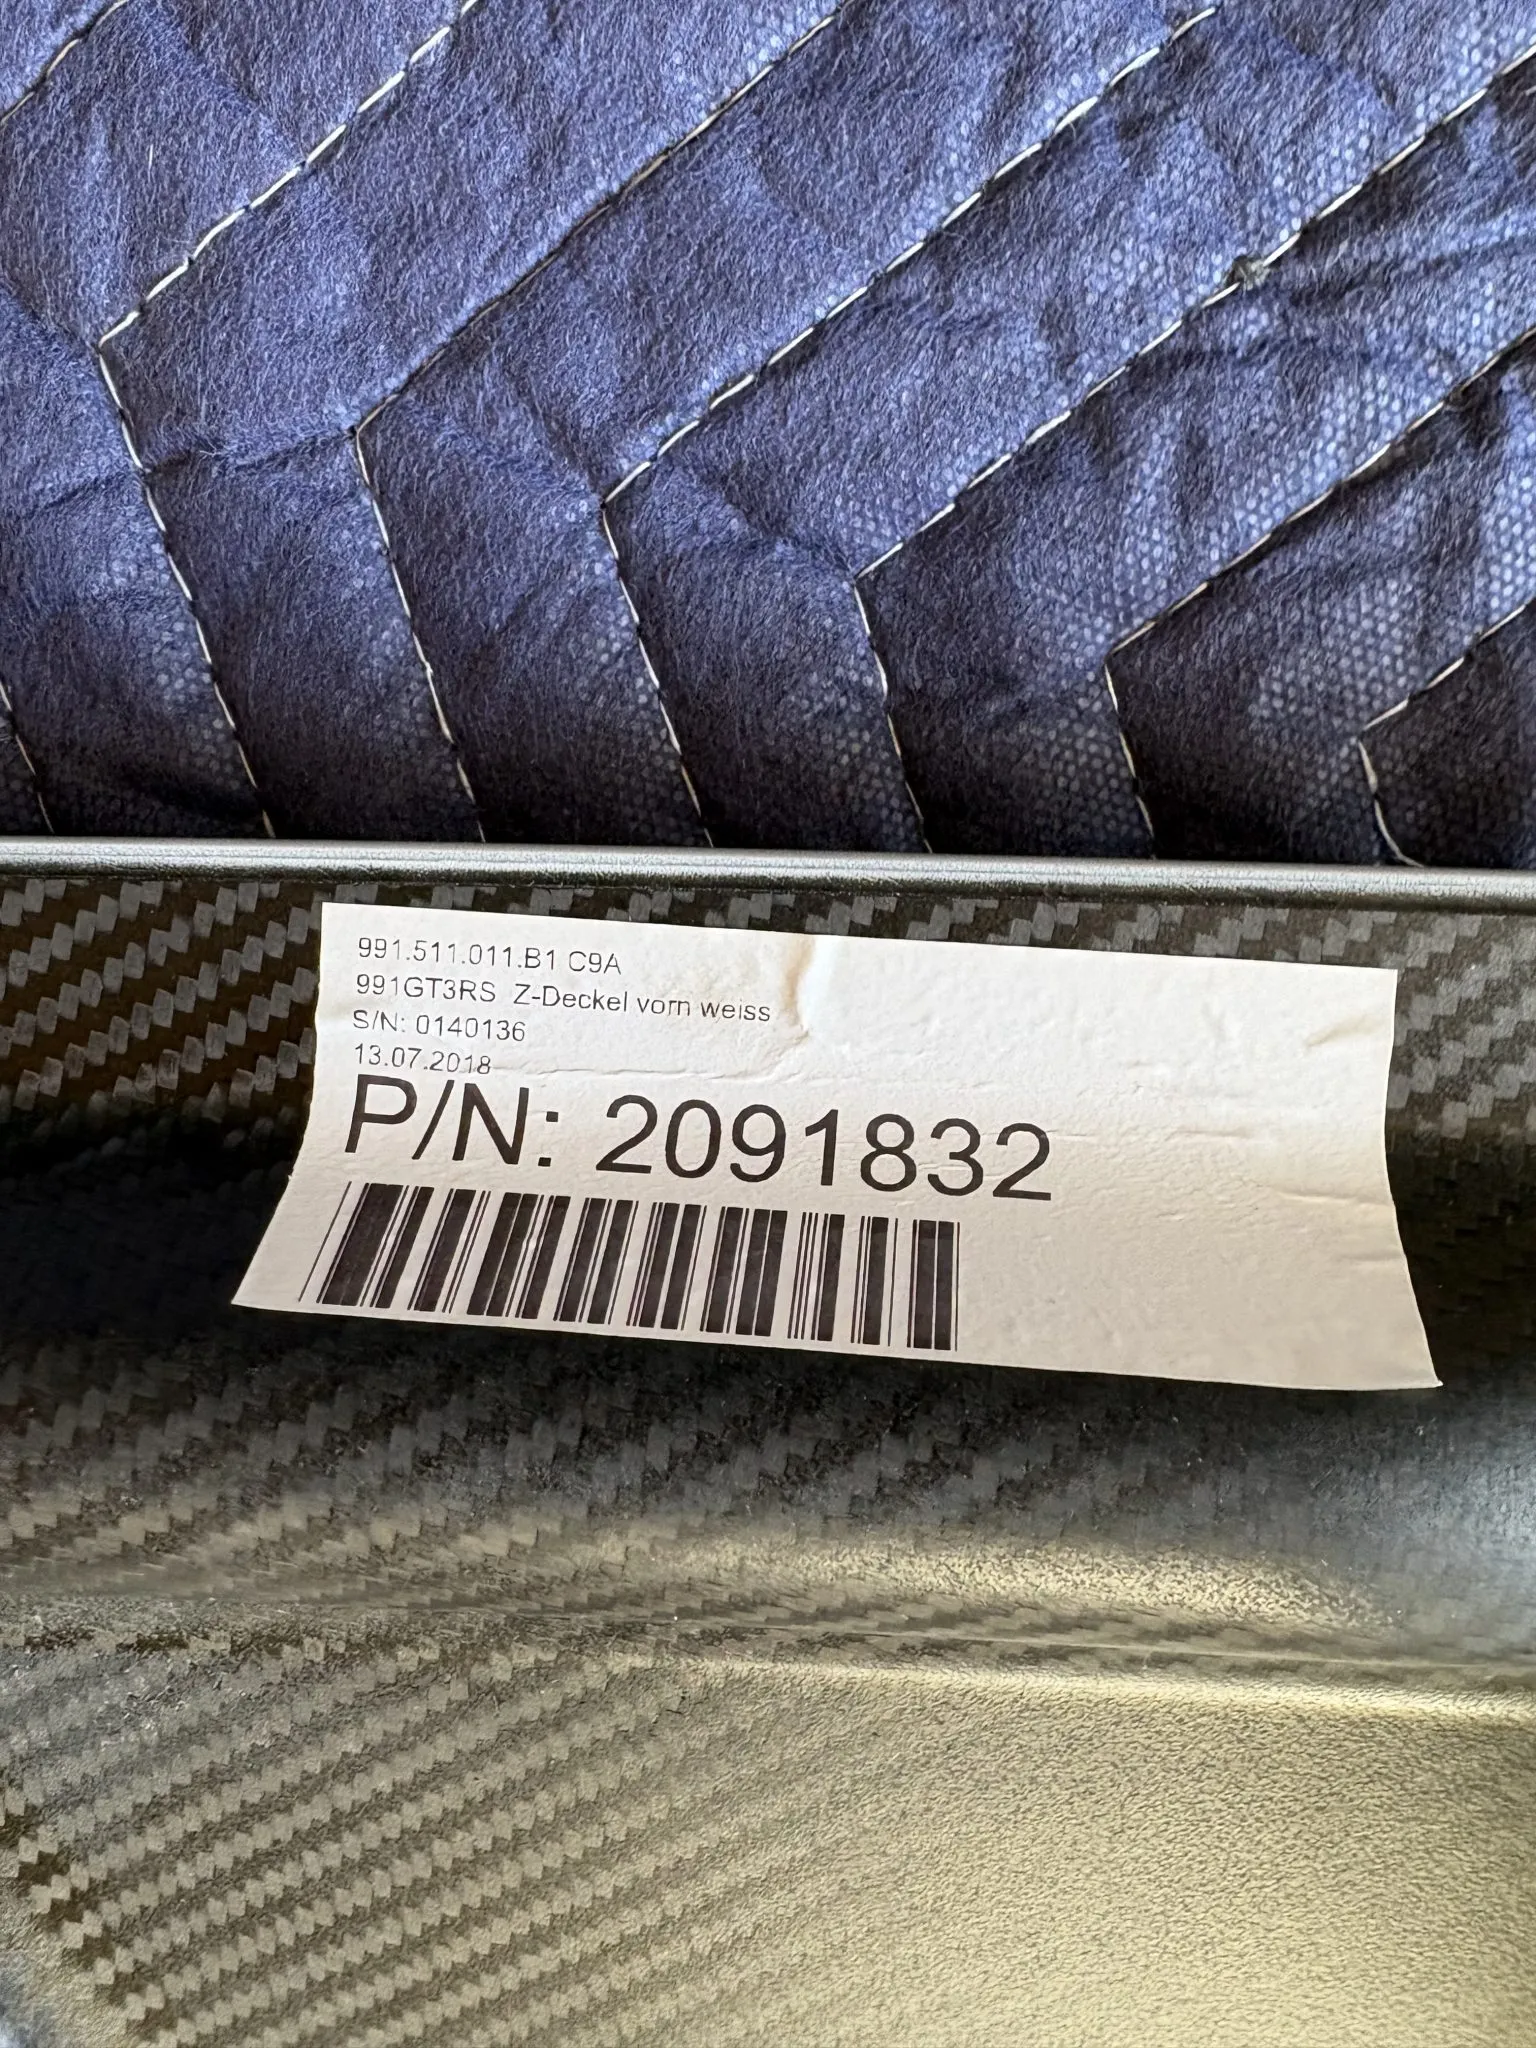 991.511.011.B1 C9A
991GT3RS Z-Deckel vorn weiss
S/N: 0140136
13.07.2018
P/N: 2091832